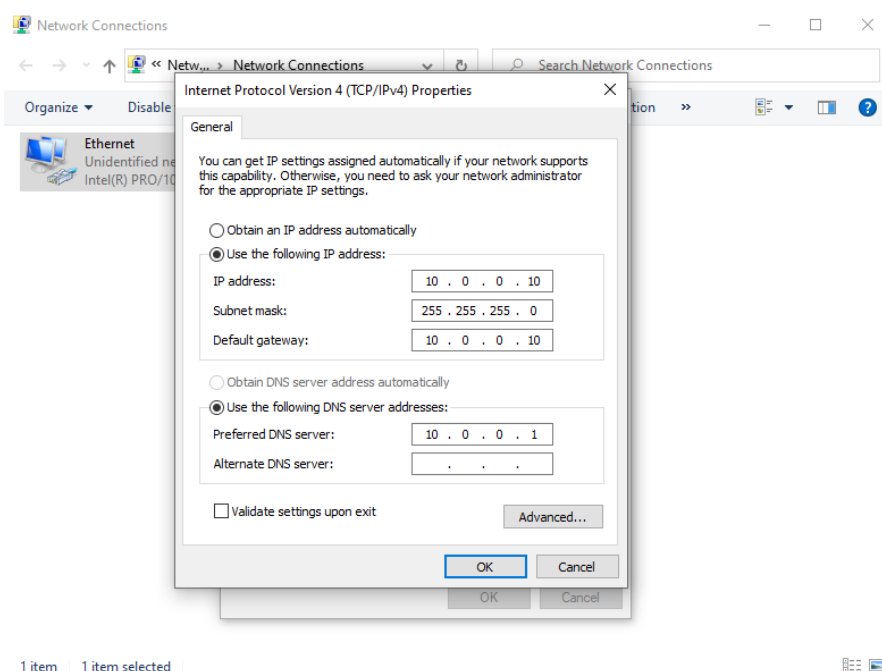 Network Connections
« Netw... › Network Connections
Search Network Connections
Organize
Disable
tion
»
?
Ethernet
Unidentified ne
Intel(R) PRO/10
Internet Protocol Version 4 (TCP/IPv4) Properties
General
You can get IP settings assigned automatically if your network supports
this capability. Otherwise, you need to ask your network administrator
for the appropriate IP settings.
Obtain an IP address automatically
Use the following IP address:
IP address: 10 . 0 . 0 . 10
Subnet mask: 255 . 255 . 255 . 0
Default gateway: 10 . 0 . 0 . 10
Obtain DNS server address automatically
Use the following DNS server addresses:
Preferred DNS server: 10 . 0 . 0 . 1
Alternate DNS server: . . .
Validate settings upon exit
Advanced...
OK Cancel
OK Cancel
1 item 1 item selected